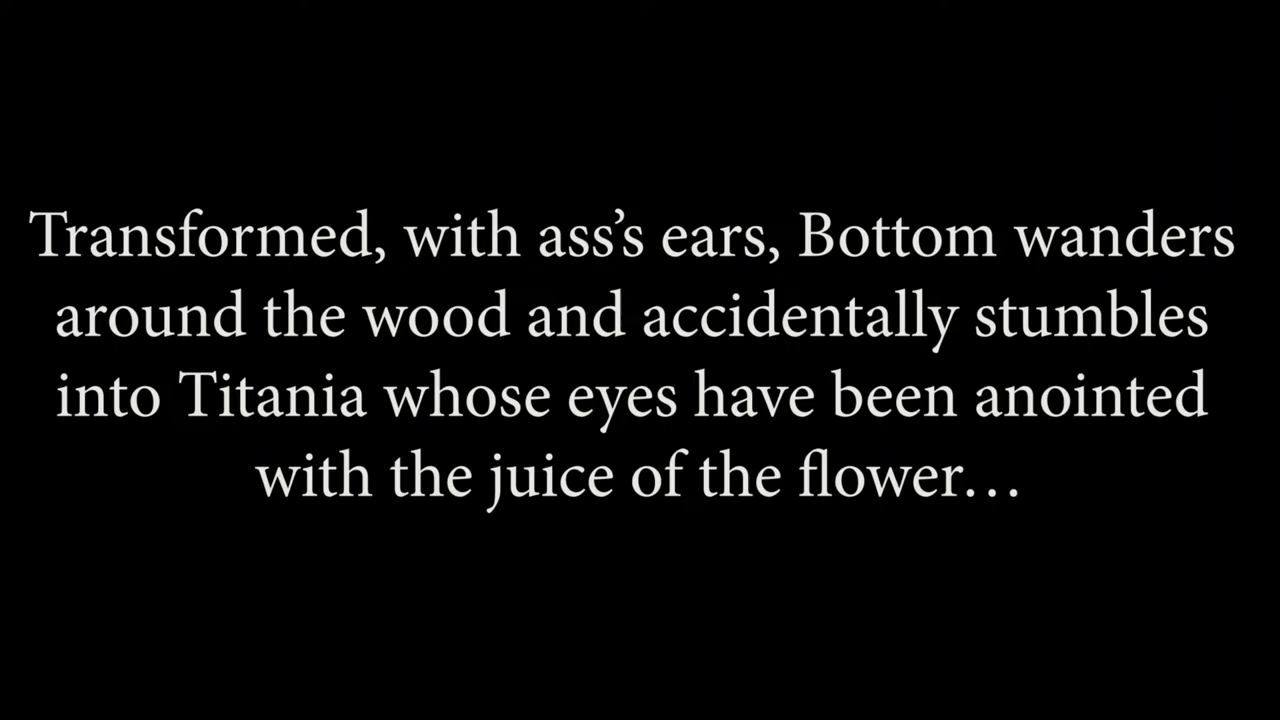 Transformed, with ass’s ears, Bottom wanders
around the wood and accidentally stumbles
into Titania whose eyes have been anointed
with the juice of the flower…